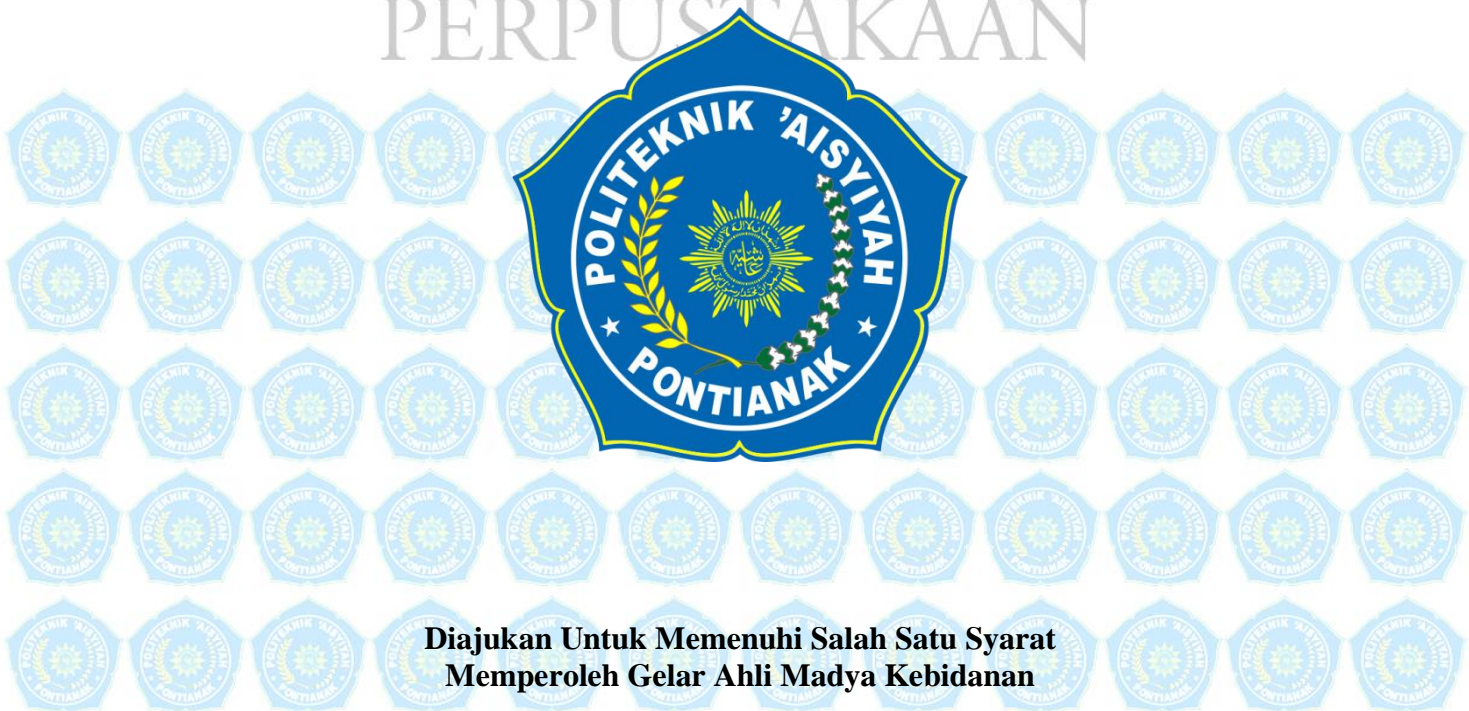 PERPUSTAKAAN
POLITEKNIK 'AISYIYAH
PONTIANAK
Diajukan Untuk Memenuhi Salah Satu Syarat
Memperoleh Gelar Ahli Madya Kebidanan